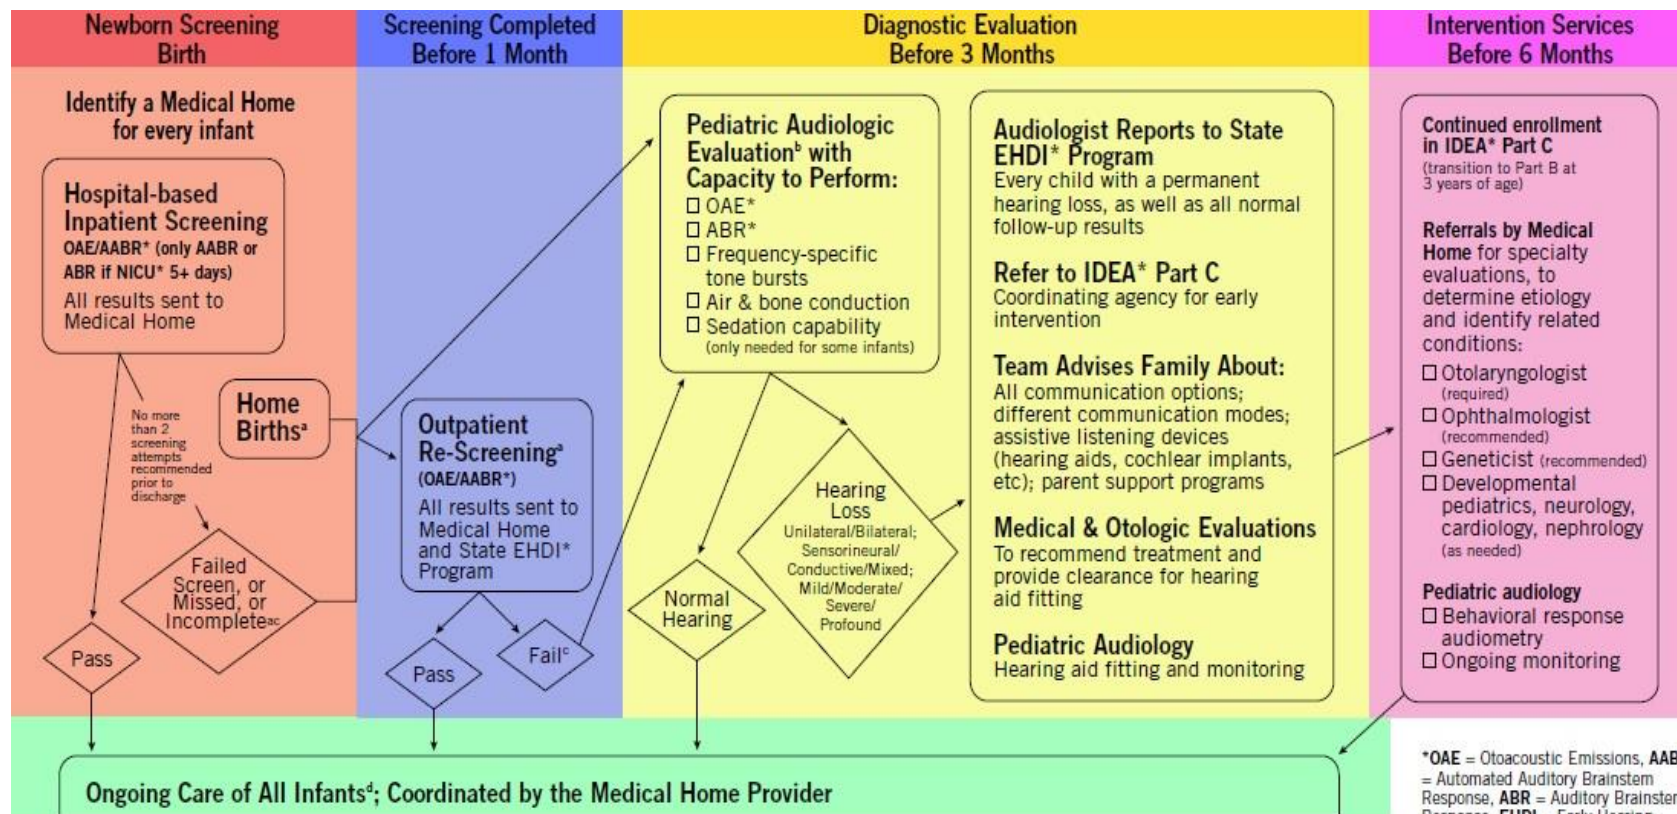 Newborn Screening
Birth
Screening Completed
Before 1 Month
Diagnostic Evaluation
Before 3 Months
Intervention Services
Before 6 Months
Identify a Medical Home
for every infant
Hospital-based
Inpatient Screening
OAE/AABR* (only AABR or
ABR if NICU* 5+ days)
All results sent to
Medical Home
No more
than 2
screening
attempts
recommended
prior to
discharge
Home
Birthsᵃ
Failed
Screen, or
Missed, or
Incompleteᵃᶜ
Pass
Outpatient
Re-Screeningᵃ
(OAE/AABR*)
All results sent to
Medical Home
and State EHDI*
Program
Pass
Failᶜ
Pediatric Audiologic
Evaluationᵇ with
Capacity to Perform:
☐ OAE*
☐ ABR*
☐ Frequency-specific
tone bursts
☐ Air & bone conduction
☐ Sedation capability
(only needed for some infants)
Normal
Hearing
Hearing
Loss
Unilateral/Bilateral;
Sensorineural/
Conductive/Mixed;
Mild/Moderate/
Severe/
Profound
Audiologist Reports to State
EHDI* Program
Every child with a permanent
hearing loss, as well as all normal
follow-up results
Refer to IDEA* Part C
Coordinating agency for early
intervention
Team Advises Family About:
All communication options;
different communication modes;
assistive listening devices
(hearing aids, cochlear implants,
etc); parent support programs
Medical & Otologic Evaluations
To recommend treatment and
provide clearance for hearing
aid fitting
Pediatric Audiology
Hearing aid fitting and monitoring
Continued enrollment
in IDEA* Part C
(transition to Part B at
3 years of age)
Referrals by Medical
Home for specialty
evaluations, to
determine etiology
and identify related
conditions:
☐ Otolaryngologist
(required)
☐ Ophthalmologist
(recommended)
☐ Geneticist (recommended)
☐ Developmental
pediatrics, neurology,
cardiology, nephrology
(as needed)
Pediatric audiology
☐ Behavioral response
audiometry
☐ Ongoing monitoring
Ongoing Care of All Infantsᵈ; Coordinated by the Medical Home Provider
*OAE = Otoacoustic Emissions,
= Automated Auditory Brainstem
Response, ABR = Auditory
Response, EHDI = Early Hearing